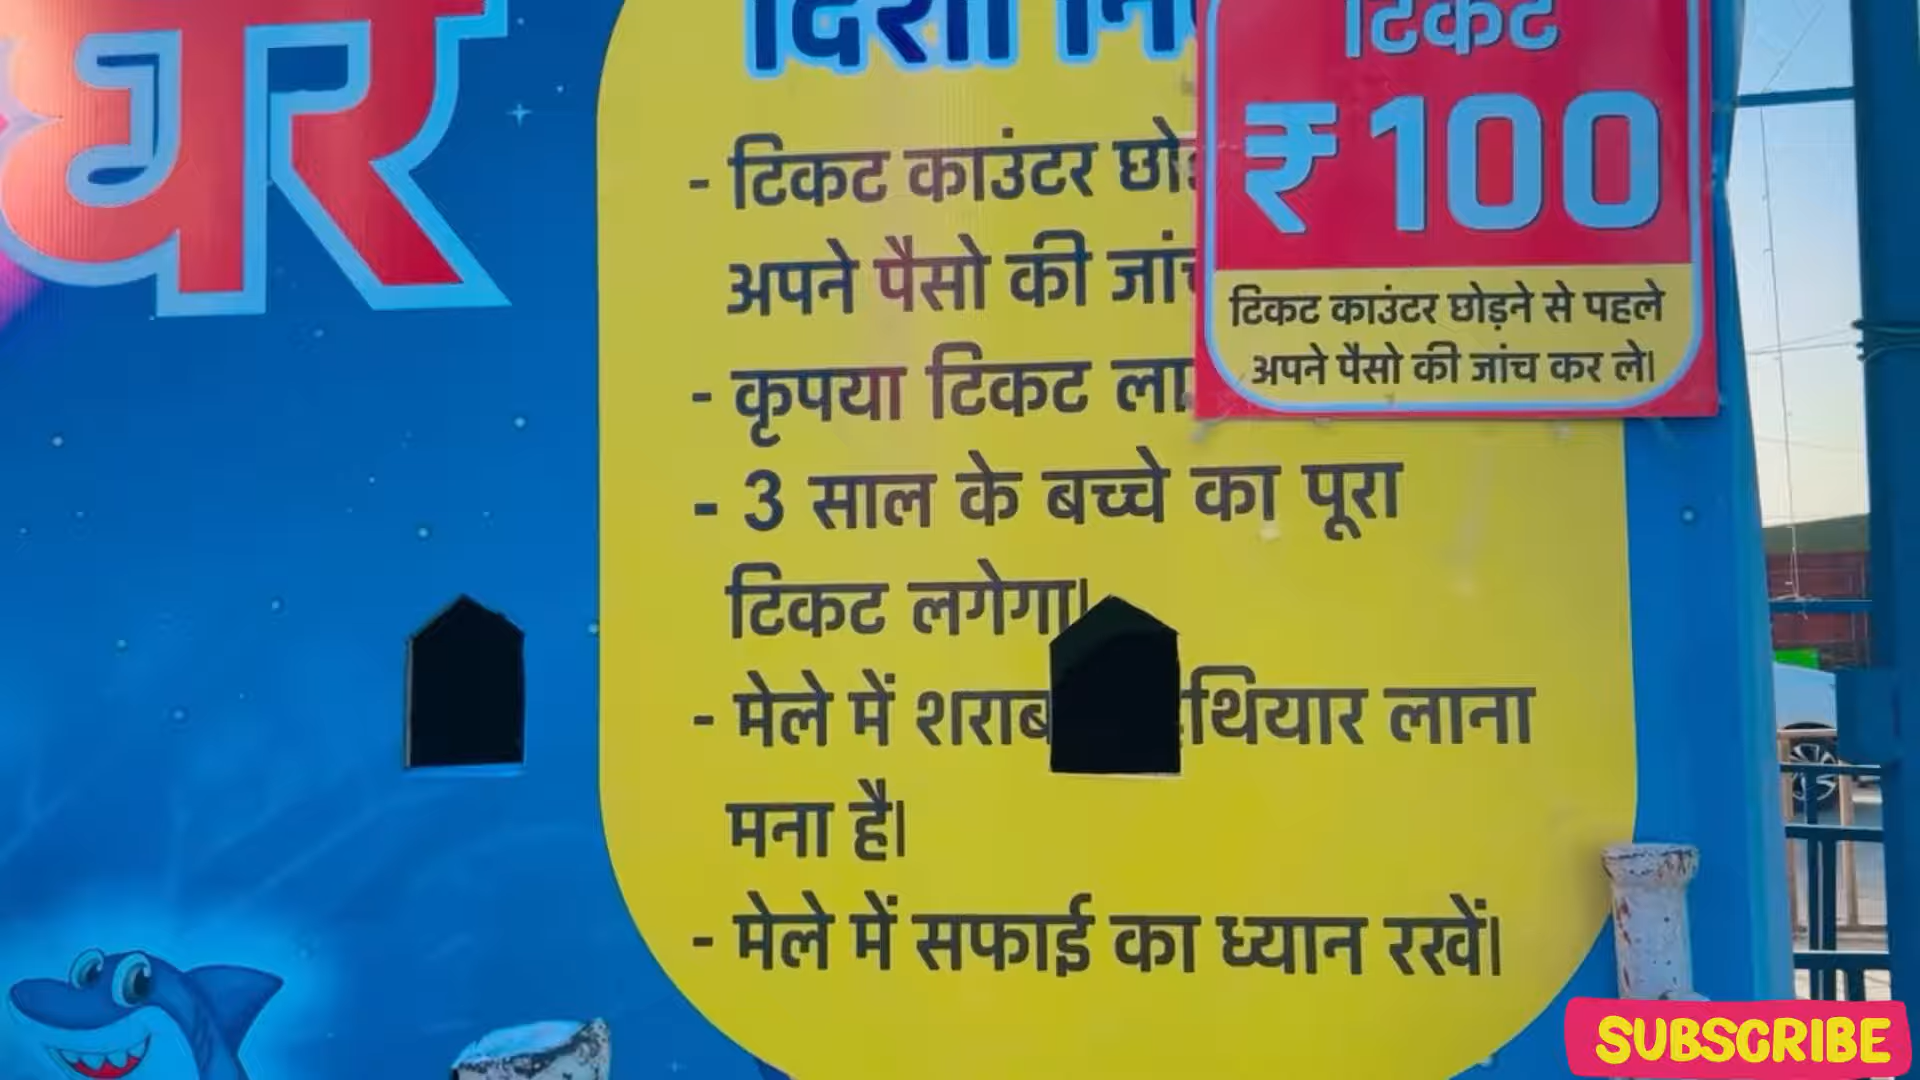 घर
टिकट
₹100
टिकट काउंटर छोड़ने से पहले
अपने पैसो की जांच कर ले।
दिशा
- टिकट काउंटर
अपने पैसो की
- कृपया टिकट
- 3 साल के बच्चे का पूरा
टिकट लगेगा।
- मेले में शराब लाना
मना है।
- मेले में सफाई का ध्यान रखें।
SUBSCRIBE